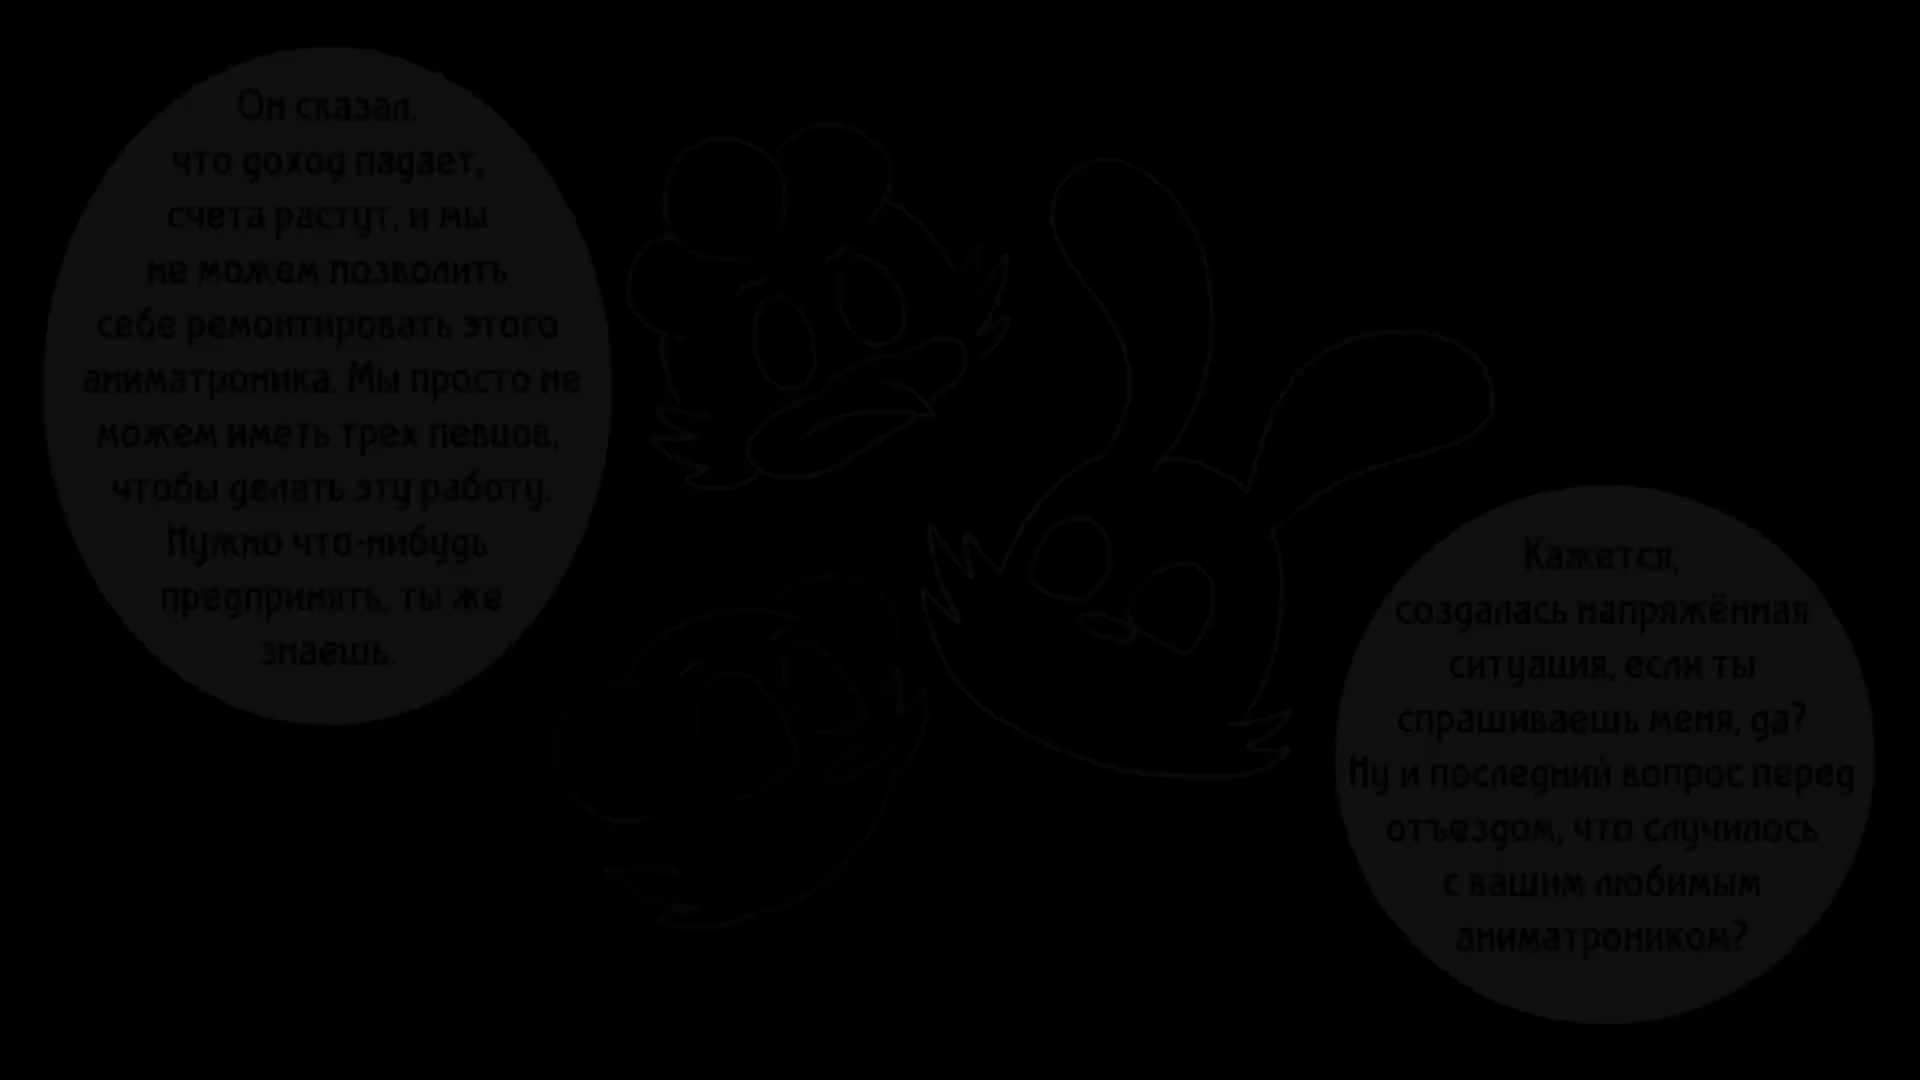 Он сказал,
что доход падает,
счета растут, и мы
не можем позволить
себе ремонтировать этого
аниматроника. Мы просто не
можем иметь трех певцов,
чтобы делать эту работу.
Нужно что-нибудь
предпринять, ты же
знаешь.
Кажется,
создалась напряжённая
ситуация, если ты
спрашиваешь меня, да?
Ну и последний вопрос перед
отъездом, что случилось
с вашим любимым
аниматроником?